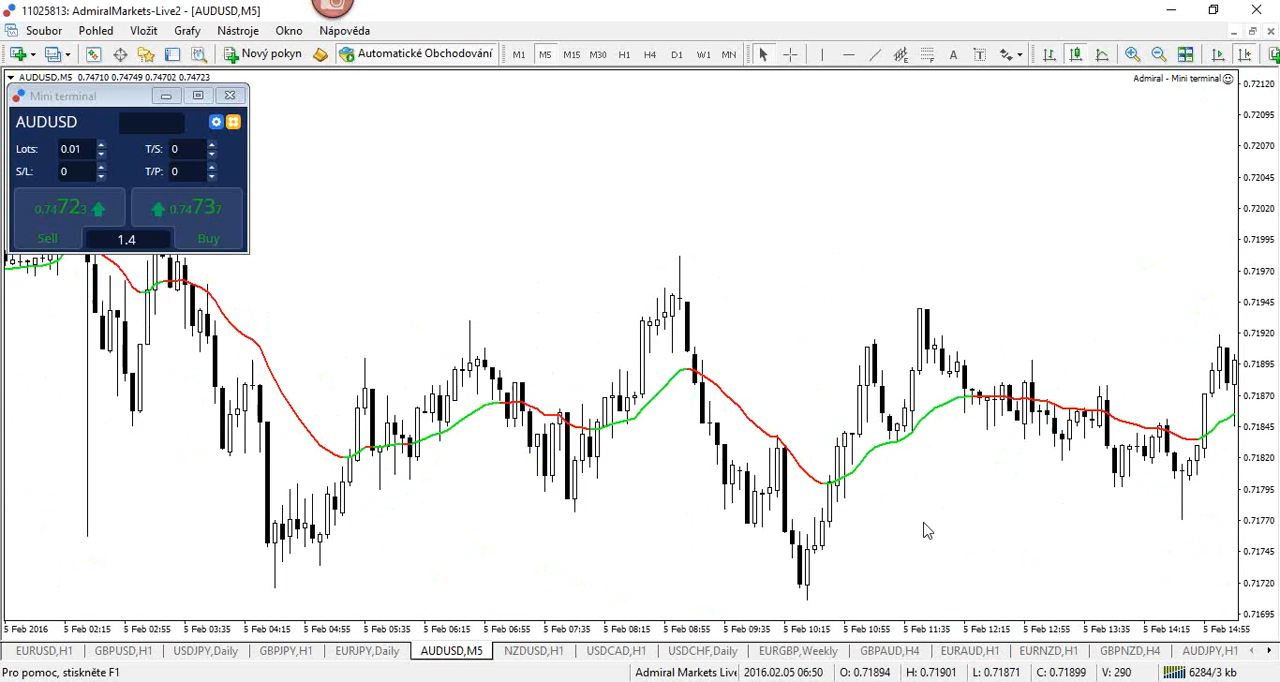 11025813: AdmiralMarkets-Live2 - [AUDUSD,M5]
Soubor Pohled Vložit Grafy Nástroje Okno Nápověda
Nový pokyn Automatické Obchodování M1 M5 M15 M30 H1 H4 D1 W1 MN
AUDUSD,M5 0.74710 0.74749 0.74702 0.74723
Admiral - Mini terminal
Mini terminal
AUDUSD
Lots: 0.01 T/S: 0
S/L: 0 T/P: 0
0.74723 0.74737
Sell 1.4 Buy
0.72120
0.72095
0.72070
0.72045
0.72020
0.71995
0.71970
0.71945
0.71920
0.71895
0.71870
0.71845
0.71820
0.71795
0.71770
0.71745
0.71720
0.71695
5 Feb 2016 5 Feb 02:15 5 Feb 02:55 5 Feb 03:35 5 Feb 04:15 5 Feb 04:55 5 Feb 05:35 5 Feb 06:15 5 Feb 06:55 5 Feb 07:35 5 Feb 08:15 5 Feb 08:55 5 Feb 09:35 5 Feb 10:15 5 Feb 10:55 5 Feb 11:35 5 Feb 12:15 5 Feb 12:55 5 Feb 13:35 5 Feb 14:15 5 Feb 14:55
EURUSD,H1 GBPUSD,H1 USDJPY,Daily GBPJPY,H1 EURJPY,Daily AUDUSD,M5 NZDUSD,H1 USDCAD,H1 USDCHF,Daily EURGBP,Weekly GBPAUD,H4 EURAUD,H1 EURNZD,H1 GBPNZD,H4 AUDJPY,H1
Pro pomoc, stiskněte F1 Admiral Markets Live 2016.02.05 06:50 O: 0.71894 H: 0.71901 L: 0.71871 C: 0.71899 V: 290 6284/3 kb